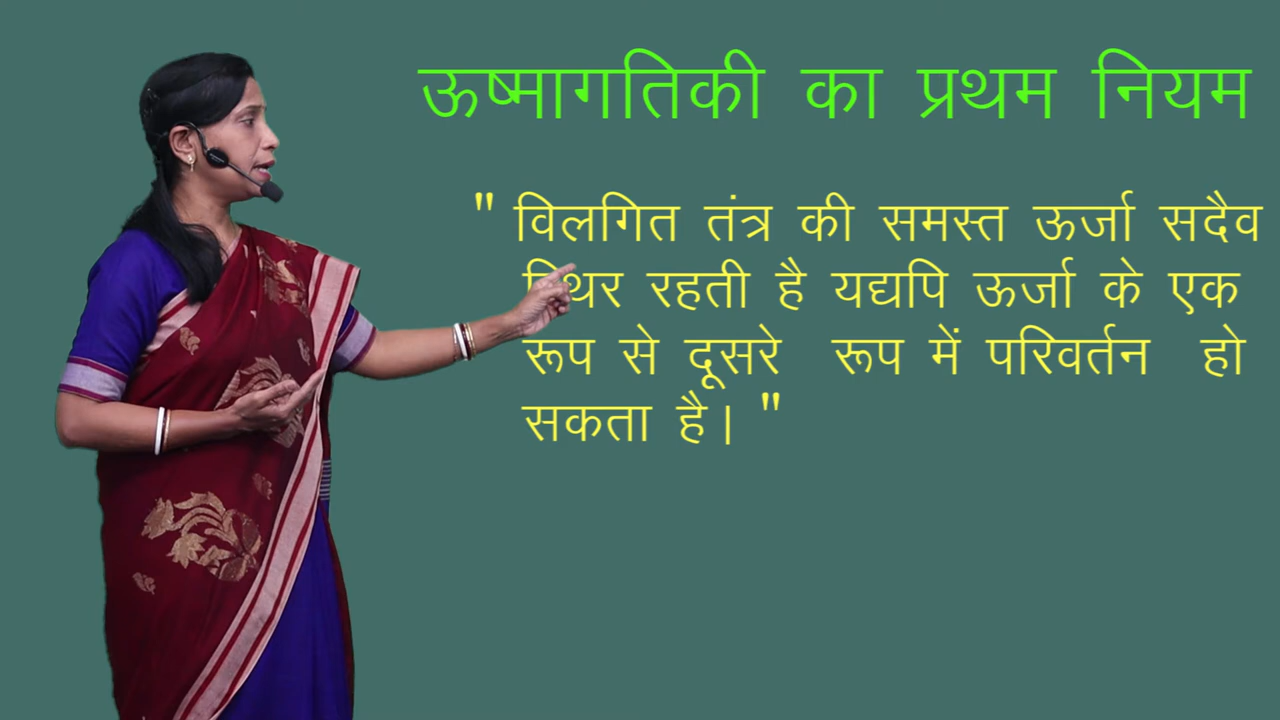 ऊष्मागतिकी का प्रथम नियम
" विलगित तंत्र की समस्त ऊर्जा सदैव
स्थिर रहती है यद्यपि ऊर्जा के एक
रूप से दूसरे रूप में परिवर्तन हो
सकता है। "